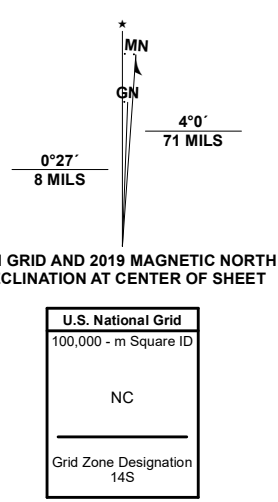 ★
MN
GN
4°0´
71 MILS
0°27´
8 MILS
GRID AND 2019 MAGNETIC NORTH
CLINATION AT CENTER OF SHEET
U.S. National Grid
100,000 - m Square ID
NC
Grid Zone Designation
14S